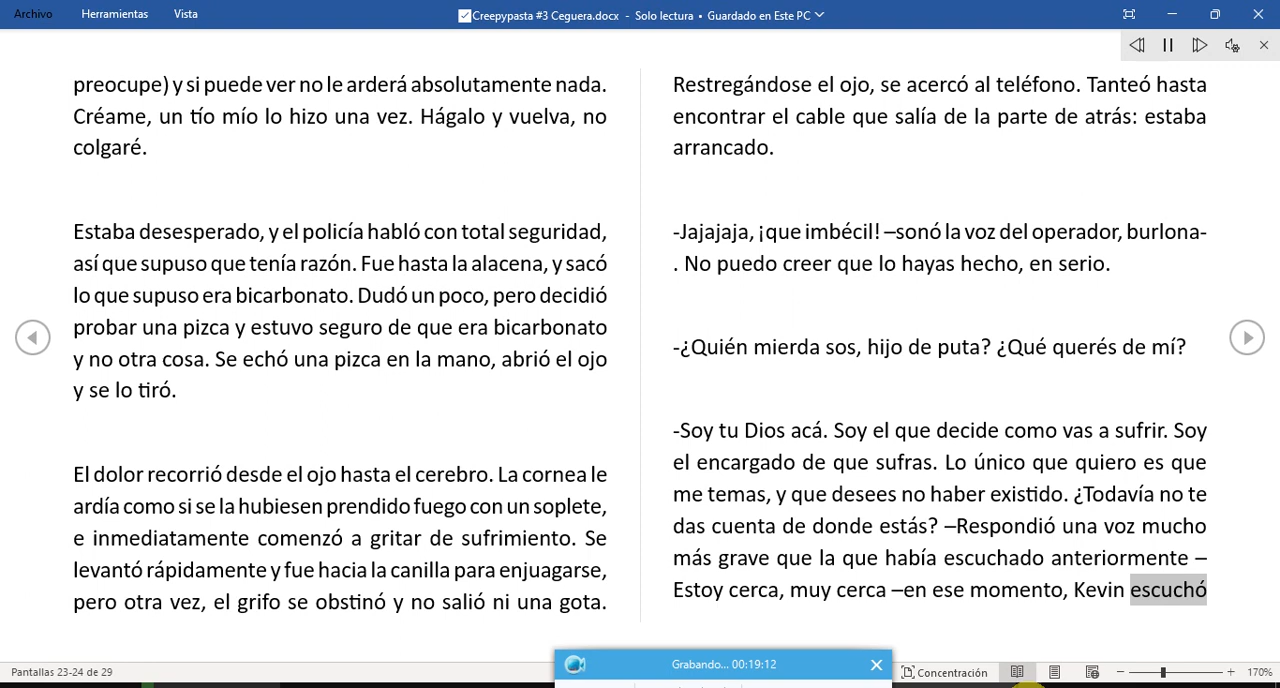 Archivo Herramientas Vista
Creepypasta #3 Ceguera.docx - Solo lectura • Guardado en Este PC
preocupe) y si puede ver no le arderá absolutamente nada.
Créame, un tío mío lo hizo una vez. Hágalo y vuelva, no
colgaré.
Estaba desesperado, y el policía habló con total seguridad,
así que supuso que tenía razón. Fue hasta la alacena, y sacó
lo que supuso era bicarbonato. Dudó un poco, pero decidió
probar una pizca y estuvo seguro de que era bicarbonato
y no otra cosa. Se echó una pizca en la mano, abrió el ojo
y se lo tiró.
El dolor recorrió desde el ojo hasta el cerebro. La cornea le
ardía como si se la hubiesen prendido fuego con un soplete,
e inmediatamente comenzó a gritar de sufrimiento. Se
levantó rápidamente y fue hacia la canilla para enjuagarse,
pero otra vez, el grifo se obstinó y no salió ni una gota.
Restregándose el ojo, se acercó al teléfono. Tanteó hasta
encontrar el cable que salía de la parte de atrás: estaba
arrancado.
-Jajajaja, ¡que imbécil! –sonó la voz del operador, burlona-
. No puedo creer que lo hayas hecho, en serio.
-¿Quién mierda sos, hijo de puta? ¿Qué querés de mí?
-Soy tu Dios acá. Soy el que decide como vas a sufrir. Soy
el encargado de que sufras. Lo único que quiero es que
me temas, y que desees no haber existido. ¿Todavía no te
das cuenta de donde estás? –Respondió una voz mucho
más grave que la que había escuchado anteriormente –
Estoy cerca, muy cerca –en ese momento, Kevin escuchó
Grabando... 00:19:12
Pantallas 23-24 de 29
Concentración
170%